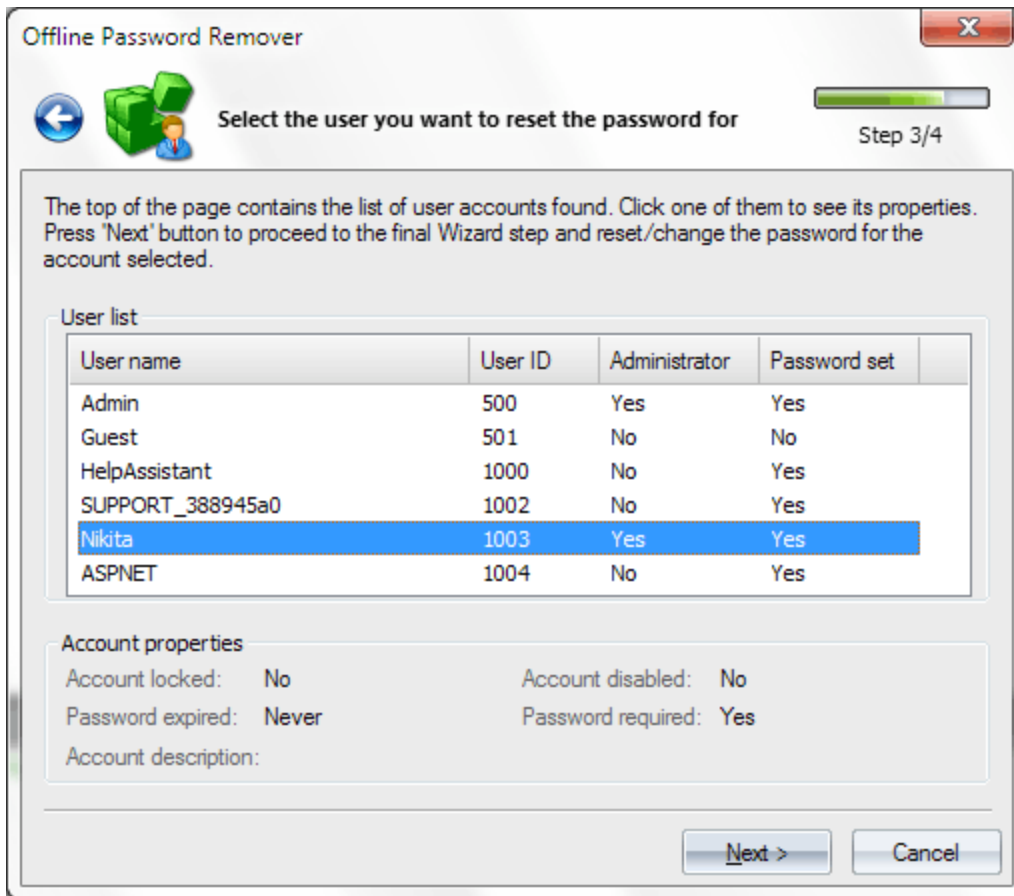 Offline Password Remover
Select the user you want to reset the password for
Step 3/4
The top of the page contains the list of user accounts found. Click one of them to see its properties.
Press 'Next' button to proceed to the final Wizard step and reset/change the password for the
account selected.
User list
User name User ID Administrator Password set
Admin 500 Yes Yes
Guest 501 No No
HelpAssistant 1000 No Yes
SUPPORT_388945a0 1002 No Yes
Nikita 1003 Yes Yes
ASPNET 1004 No Yes
Account properties
Account locked: No Account disabled: No
Password expired: Never Password required: Yes
Account description:
Next > Cancel